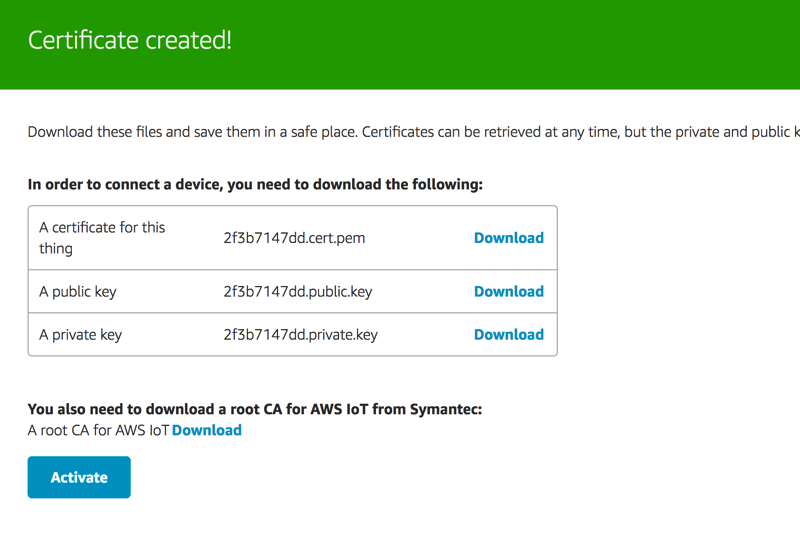 Certificate created!
Download these files and save them in a safe place. Certificates can be retrieved at any time, but the private and public k
In order to connect a device, you need to download the following:
A certificate for this
thing
2f3b7147dd.cert.pem
Download
A public key
2f3b7147dd.public.key
Download
A private key
2f3b7147dd.private.key
Download
You also need to download a root CA for AWS IoT from Symantec:
A root CA for AWS IoT Download
Activate